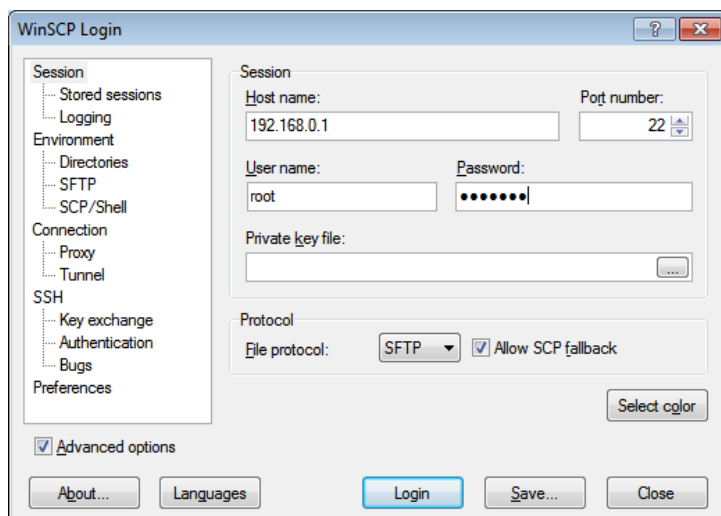 WinSCP Login
Session
Stored sessions
Logging
Environment
Directories
SFTP
SCP/Shell
Connection
Proxy
Tunnel
SSH
Key exchange
Authentication
Bugs
Preferences
Advanced options
Session
Host name: Port number:
192.168.0.1 22
User name: Password:
root •••••••
Private key file:
...
Protocol
File protocol: SFTP Allow SCP fallback
Select color
About... Languages Login Save... Close